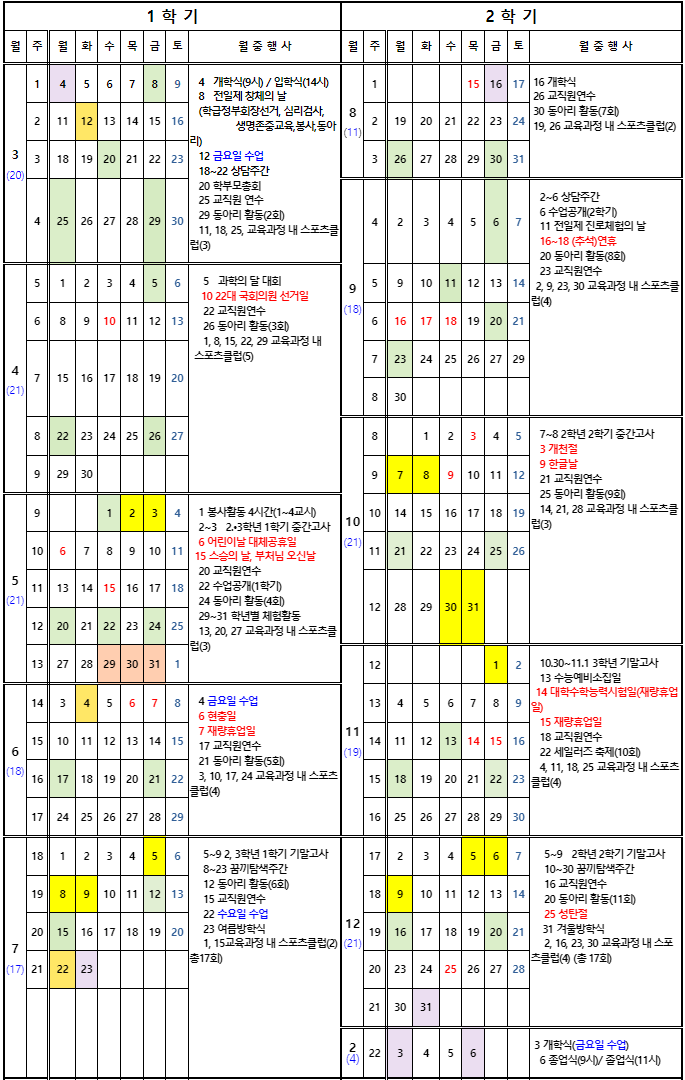 1 학 기
월 주 월 화 수 목 금 토 월 중 행 사
3
(20)
1 4 5 6 7 8 9
2 11 12 13 14 15 16
3 18 19 20 21 22 23
4 25 26 27 28 29 30
4 개학식(9시) / 입학식(14시)
8 전일제 창체의 날
(학급정부회장선거, 심리검사,
생명존중교육,봉사,동아
리)
12 금요일 수업
18~22 상담주간
20 학부모총회
25 교직원 연수
29 동아리 활동(2회)
11, 18, 25, 교육과정 내 스포츠클
럽(3)
4
(21)
5 1 2 3 4 5 6
6 8 9 10 11 12 13
7 15 16 17 18 19 20
8 22 23 24 25 26 27
9 29 30
5 과학의 달 대회
10 22대 국회의원 선거일
22 교직원연수
26 동아리 활동(3회)
1, 8, 15, 22, 29 교육과정 내
스포츠클럽(5)
5
(21)
9 1 2 3 4
10 6 7 8 9 10 11
11 13 14 15 16 17 18
12 20 21 22 23 24 25
13 27 28 29 30 31 1
1 봉사활동 4시간(1~4교시)
2~3 2.•3학년 1학기 중간고사
6 어린이날 대체공휴일
15 스승의 날, 부처님 오신날
20 교직원연수
22 수업공개(1학기)
24 동아리 활동(4회)
29~31 학년별 체험활동
13, 20, 27 교육과정 내 스포츠클
럽(3)
6
(18)
14 3 4 5 6 7 8
15 10 11 12 13 14 15
16 17 18 19 20 21 22
17 24 25 26 27 28 29
4 금요일 수업
6 현충일
7 재량휴업일
17 교직원연수
21 동아리 활동(5회)
3, 10, 17, 24 교육과정 내 스포츠
클럽(4)
7
(17)
18 1 2 3 4 5 6
19 8 9 10 11 12 13
20 15 16 17 18 19 20
21 22 23
5~9 2, 3학년 1학기 기말고사
8~23 꿈끼탐색주간
12 동아리 활동(6회)
15 교직원연수
22 수요일 수업
23 여름방학식
1, 15교육과정 내 스포츠클럽(2)
총17회)
2 학 기
월 주 월 화 수 목 금 토 월 중 행 사
8
(11)
1 15 16 17
2 19 20 21 22 23 24
3 26 27 28 29 30 31
16 개학식
26 교직원연수
30 동아리 활동(7회)
19, 26 교육과정 내 스포츠클럽(2)
9
(18)
4 2 3 4 5 6 7
5 9 10 11 12 13 14
6 16 17 18 19 20 21
7 23 24 25 26 27 28 29
8 30
2~6 상담주간
6 수업공개(2학기)
11 전일제 진로체험의 날
16~18 (추석)연휴
20 동아리 활동(8회)
23 교직원연수
2, 9, 23, 30 교육과정 내 스포츠클
럽(4)
10
(21)
8 1 2 3 4 5
9 7 8 9 10 11 12
10 14 15 16 17 18 19
11 21 22 23 24 25 26
12 28 29 30 31
7~8 2학년 2학기 중간고사
3 개천절
9 한글날
21 교직원연수
25 동아리 활동(9회)
14, 21, 28 교육과정 내 스포츠클
럽(3)
11
(19)
12 1 2
13 4 5 6 7 8 9
14 11 12 13 14 15 16
15 18 19 20 21 22 23
16 25 26 27 28 29 30
10.30~11.1 3학년 기말고사
13 수능예비소집일
14 대학수학능력시험일(재량휴업
일)
15 재량휴업일
18 교직원연수
22 세일러즈 축제(10회)
4, 11, 18, 25 교육과정 내 스포츠
클럽(4)
12
(21)
17 2 3 4 5 6 7
18 9 10 11 12 13 14
19 16 17 18 19 20 21
20 23 24 25 26 27 28
21 30 31
5~9 2학년 2학기 기말고사
10~30 꿈끼탐색주간
16 교직원연수
20 동아리 활동(11회)
25 성탄절
31 겨울방학식
2, 16, 23, 30 교육과정 내 스포
츠클럽(4) (총 17회)
2
(4)
22 3 4 5 6
3 개학식(금요일 수업)
6 종업식(9시)/ 졸업식(11시)